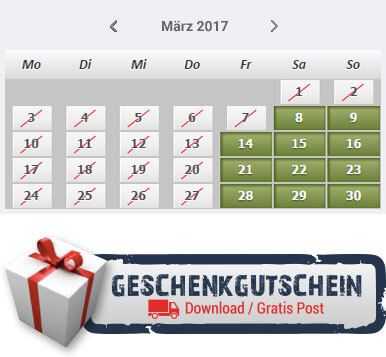 März 2017
Mo Di Mi Do Fr Sa So
1 2
3 4 5 6 7 8 9
10 11 12 13 14 15 16
17 18 19 20 21 22 23
24 25 26 27 28 29 30
GESCHENKGUTSCHEIN
Download / Gratis Post